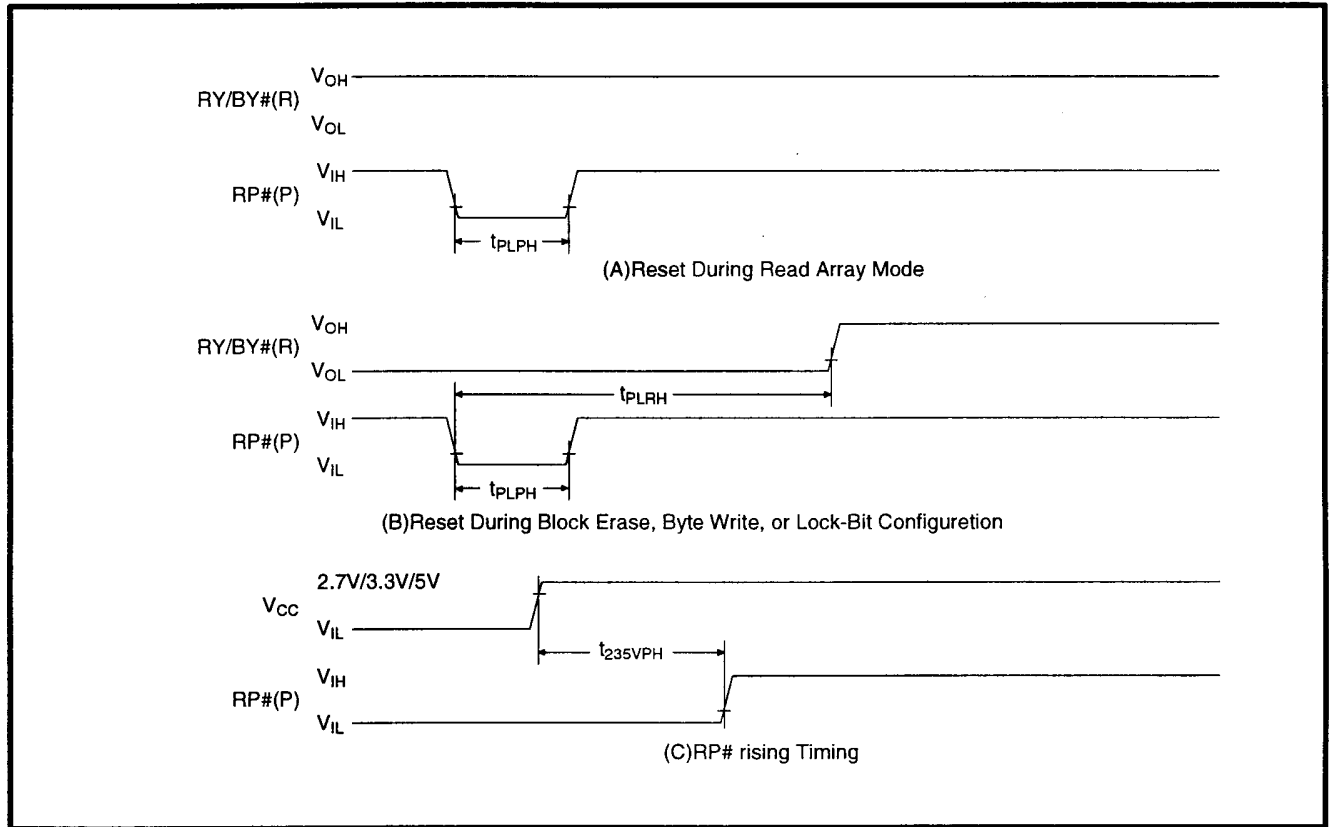 VOH
RY/BY#(R)
VOL
VIH
RP#(P)
VIL
tPLPH
(A)Reset During Read Array Mode
VOH
RY/BY#(R)
VOL
tPLRH
VIH
RP#(P)
VIL
tPLPH
(B)Reset During Block Erase, Byte Write, or Lock-Bit Configuretion
2.7V/3.3V/5V
VCC
VIL
t235VPH
VIH
RP#(P)
VIL
(C)RP# rising Timing